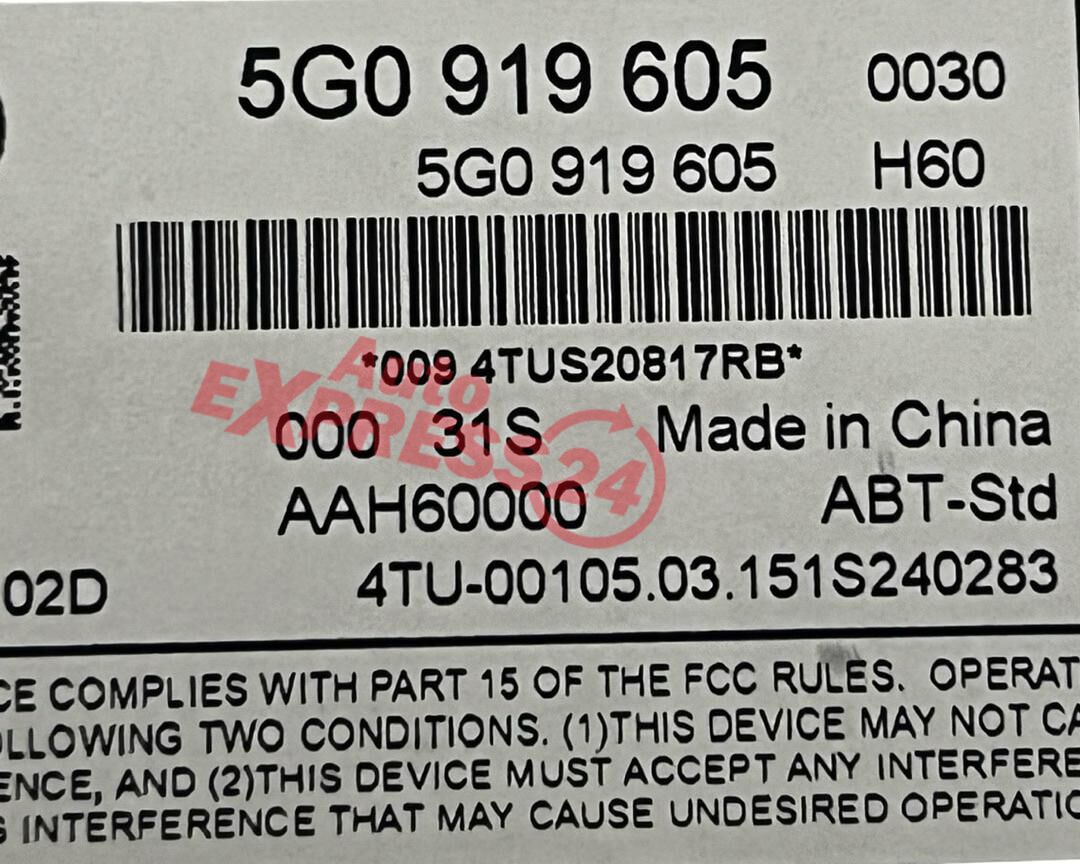 5G0 919 605 0030
5G0 919 605 H60
*009 4TUS20817RB*
Auto
EXPRESS24
000 31S Made in China
AAH60000 ABT-Std
02D 4TU-00105.03.151S240283
CE COMPLIES WITH PART 15 OF THE FCC RULES. OPERAT
OLLOWING TWO CONDITIONS. (1)THIS DEVICE MAY NOT CA
ENCE, AND (2)THIS DEVICE MUST ACCEPT ANY INTERFERE
S INTERFERENCE THAT MAY CAUSE UNDESIRED OPERATIO